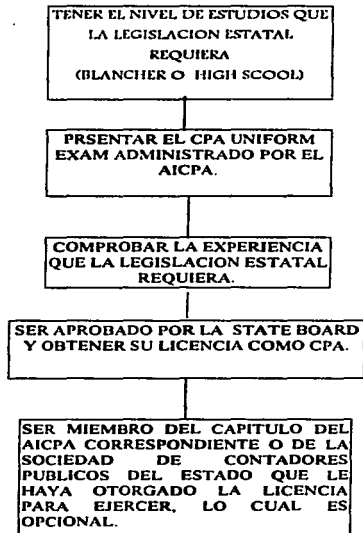 TENER EL NIVEL DE ESTUDIOS QUE
LA LEGISLACION ESTATAL
REQUIERA
(BLANCHER O HIGH SCOOL)
PRSENTAR EL CPA UNIFORM
EXAM ADMINISTRADO POR EL
AICPA.
COMPROBAR LA EXPERIENCIA
QUE LA LEGISLACION ESTATAL
REQUIERA.
SER APROBADO POR LA STATE BOARD
Y OBTENER SU LICENCIA COMO CPA.
SER MIEMBRO DEL CAPITULO DEL
AICPA CORRESPONDIENTE O DE LA
SOCIEDAD DE CONTADORES
PUBLICOS DEL ESTADO QUE LE
HAYA OTORGADO LA LICENCIA
PARA EJERCER, LO CUAL ES
OPCIONAL.